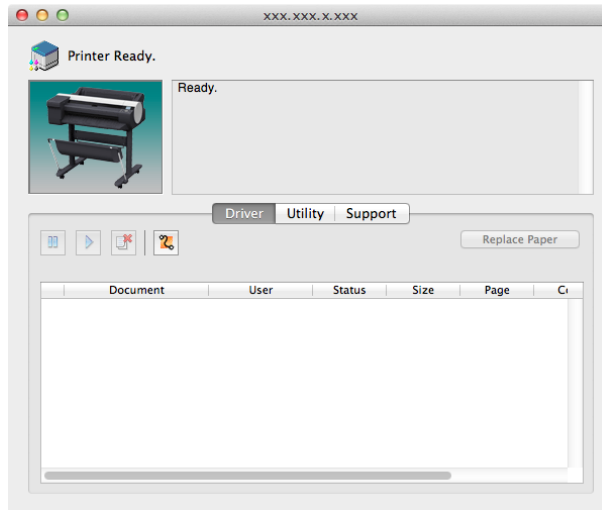 xxx.xxx.x.xxx
Printer Ready.
Ready.
Driver Utility Support
Replace Paper
Document User Status Size Page